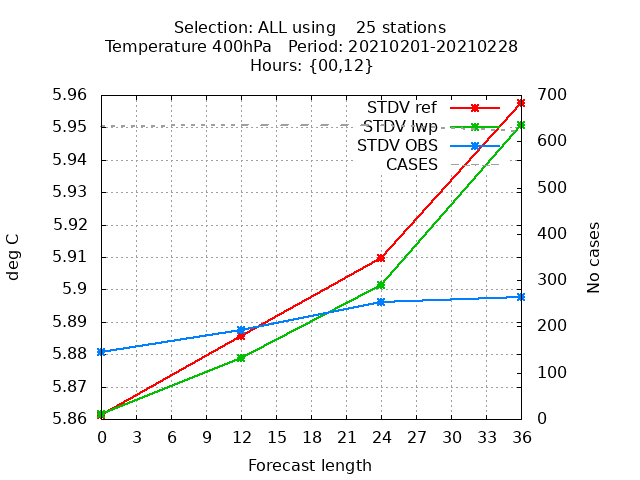 Selection: ALL using    25 stations
Temperature 400hPa   Period: 20210201-20210228
Hours: {00,12}
5.96
5.95
5.94
5.93
5.92
5.91
5.9
5.89
5.88
5.87
5.86
deg C
STDV ref
STDV lwp
STDV OBS
CASES
700
600
500
400
300
200
100
0
No cases
0 3 6 9 12 15 18 21 24 27 30 33 36
Forecast length